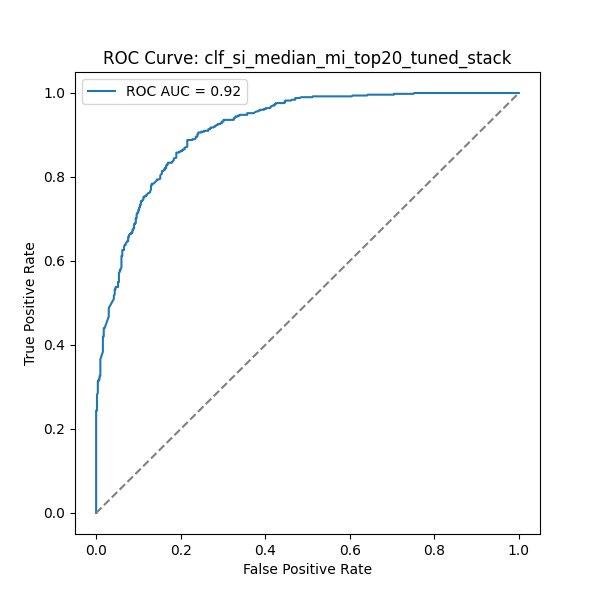 ROC Curve: clf_si_median_mi_top20_tuned_stack
ROC AUC = 0.92
1.0
0.8
0.6
0.4
0.2
0.0
True Positive Rate
0.0 0.2 0.4 0.6 0.8 1.0
False Positive Rate